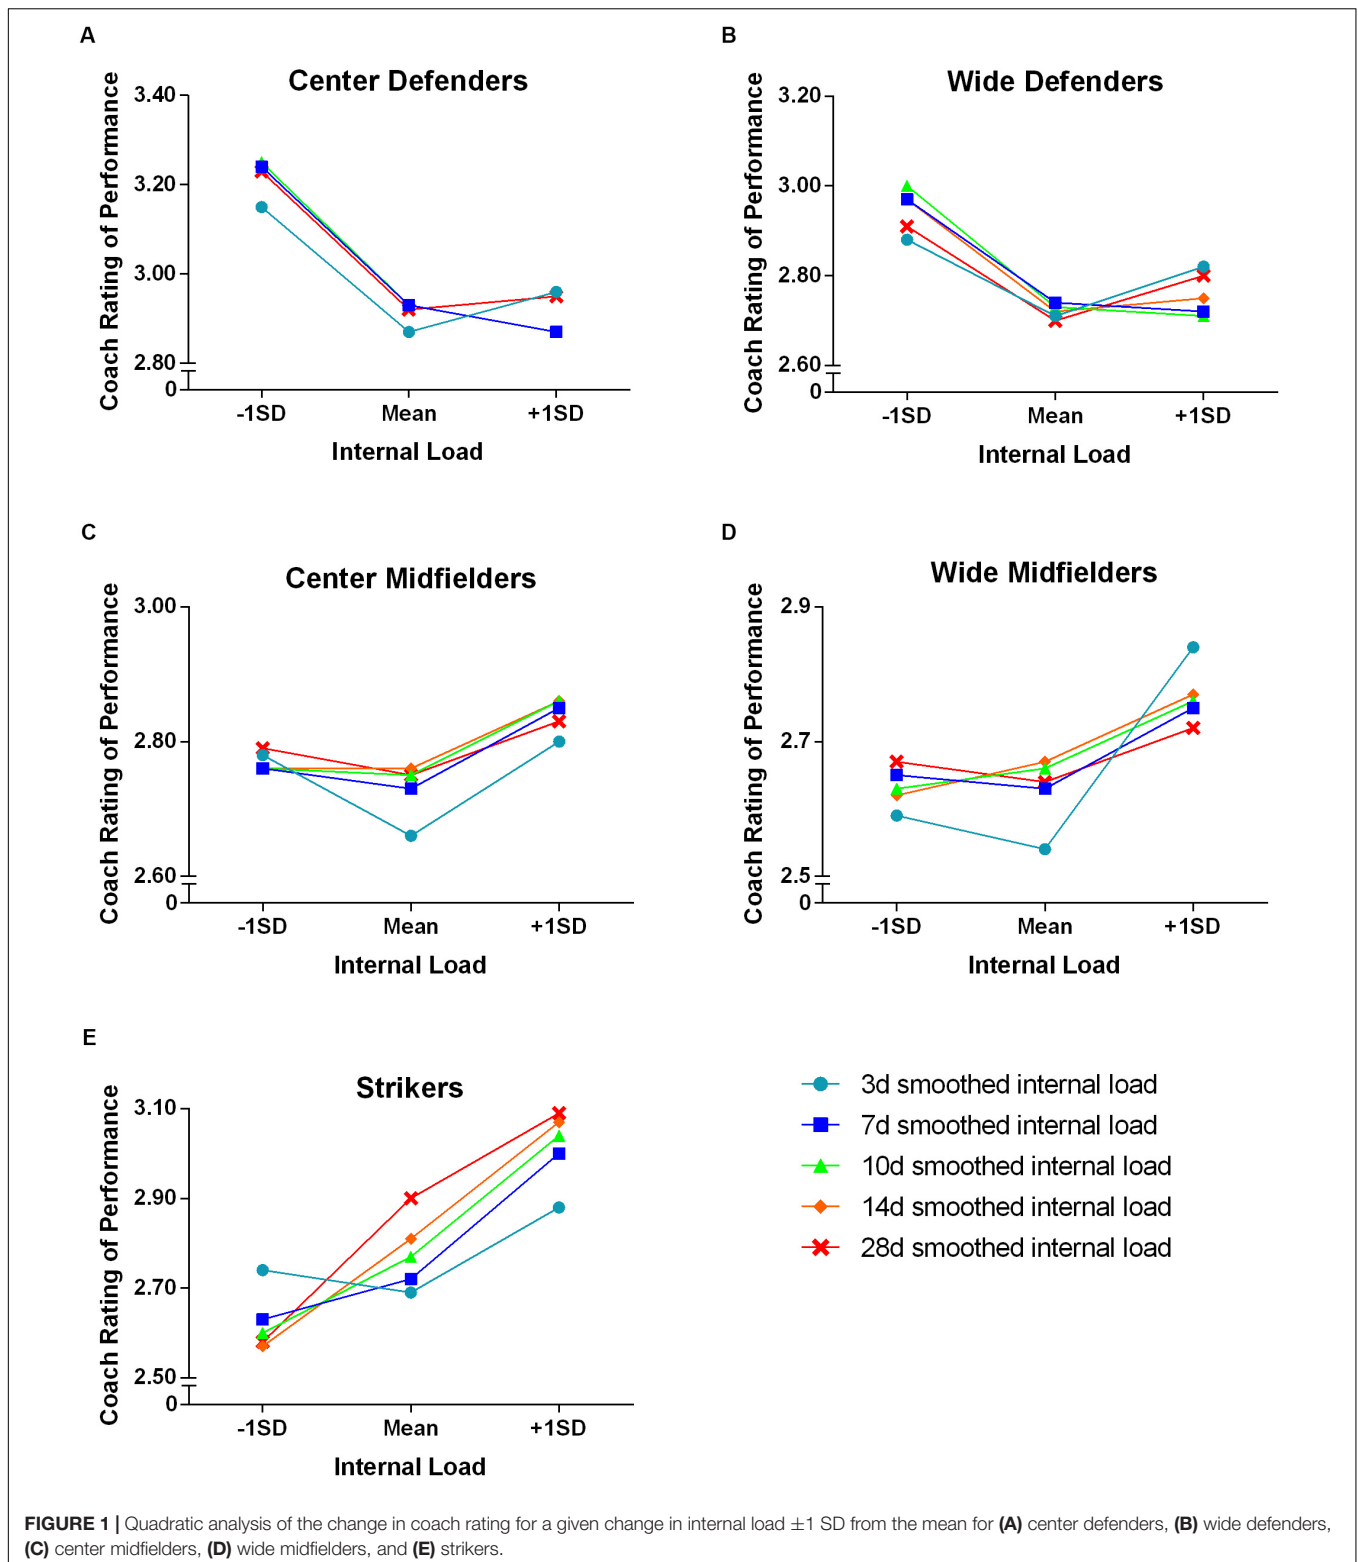 A
Center Defenders
Coach Rating of Performance
3.40
3.20
3.00
2.80
0
-1SD Mean +1SD
Internal Load
B
Wide Defenders
Coach Rating of Performance
3.20
3.00
2.80
2.60
0
-1SD Mean +1SD
Internal Load
C
Center Midfielders
Coach Rating of Performance
3.00
2.80
2.60
0
-1SD Mean +1SD
Internal Load
D
Wide Midfielders
Coach Rating of Performance
2.9
2.7
2.5
0
-1SD Mean +1SD
Internal Load
E
Strikers
Coach Rating of Performance
3.10
2.90
2.70
2.50
0
-1SD Mean +1SD
Internal Load
3d smoothed internal load
7d smoothed internal load
10d smoothed internal load
14d smoothed internal load
28d smoothed internal load
FIGURE 1 | Quadratic analysis of the change in coach rating for a given change in internal load ±1 SD from the mean for (A) center defenders, (B) wide defenders,
(C) center midfielders, (D) wide midfielders, and (E) strikers.